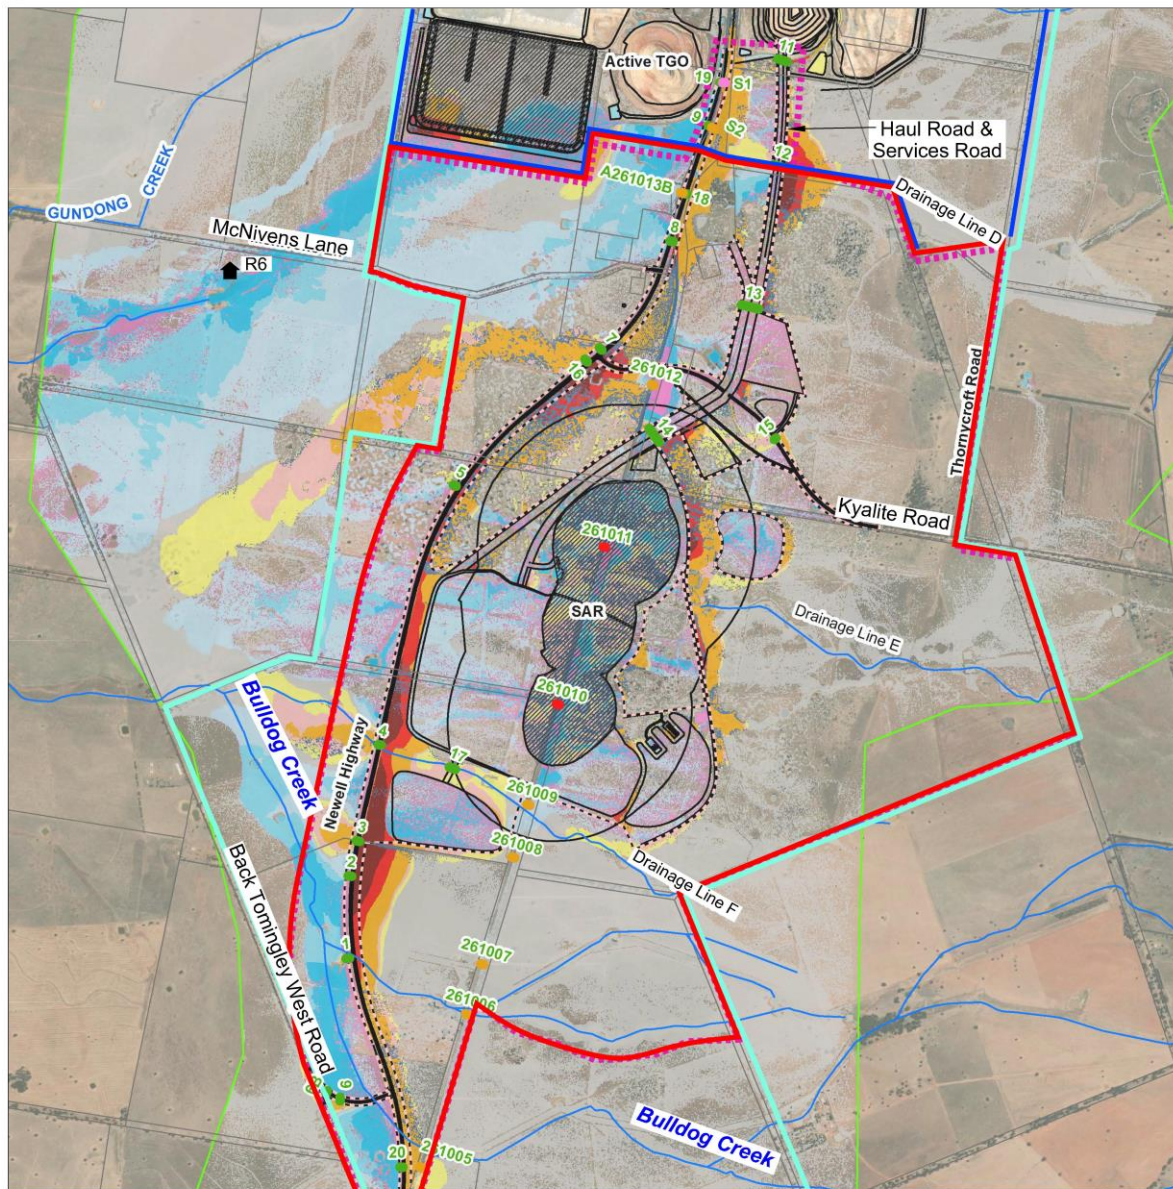 11
Active TGO
19
S1
9
S2
Haul Road &
Services Road
12
A261013B
18
Drainage Line D
GUNDONG
CREEK
McNivens Lane
R6
8
13
7
16
261012
Thornycroft Road
14
15
5
Kyalite Road
261011
SAR
Drainage Line E
261010
Bulldog Creek
Newell Highway
4
17
261009
3
261008
2
Drainage Line F
Back Tomingley West Road
1
261007
261006
6
Bulldog Creek
20